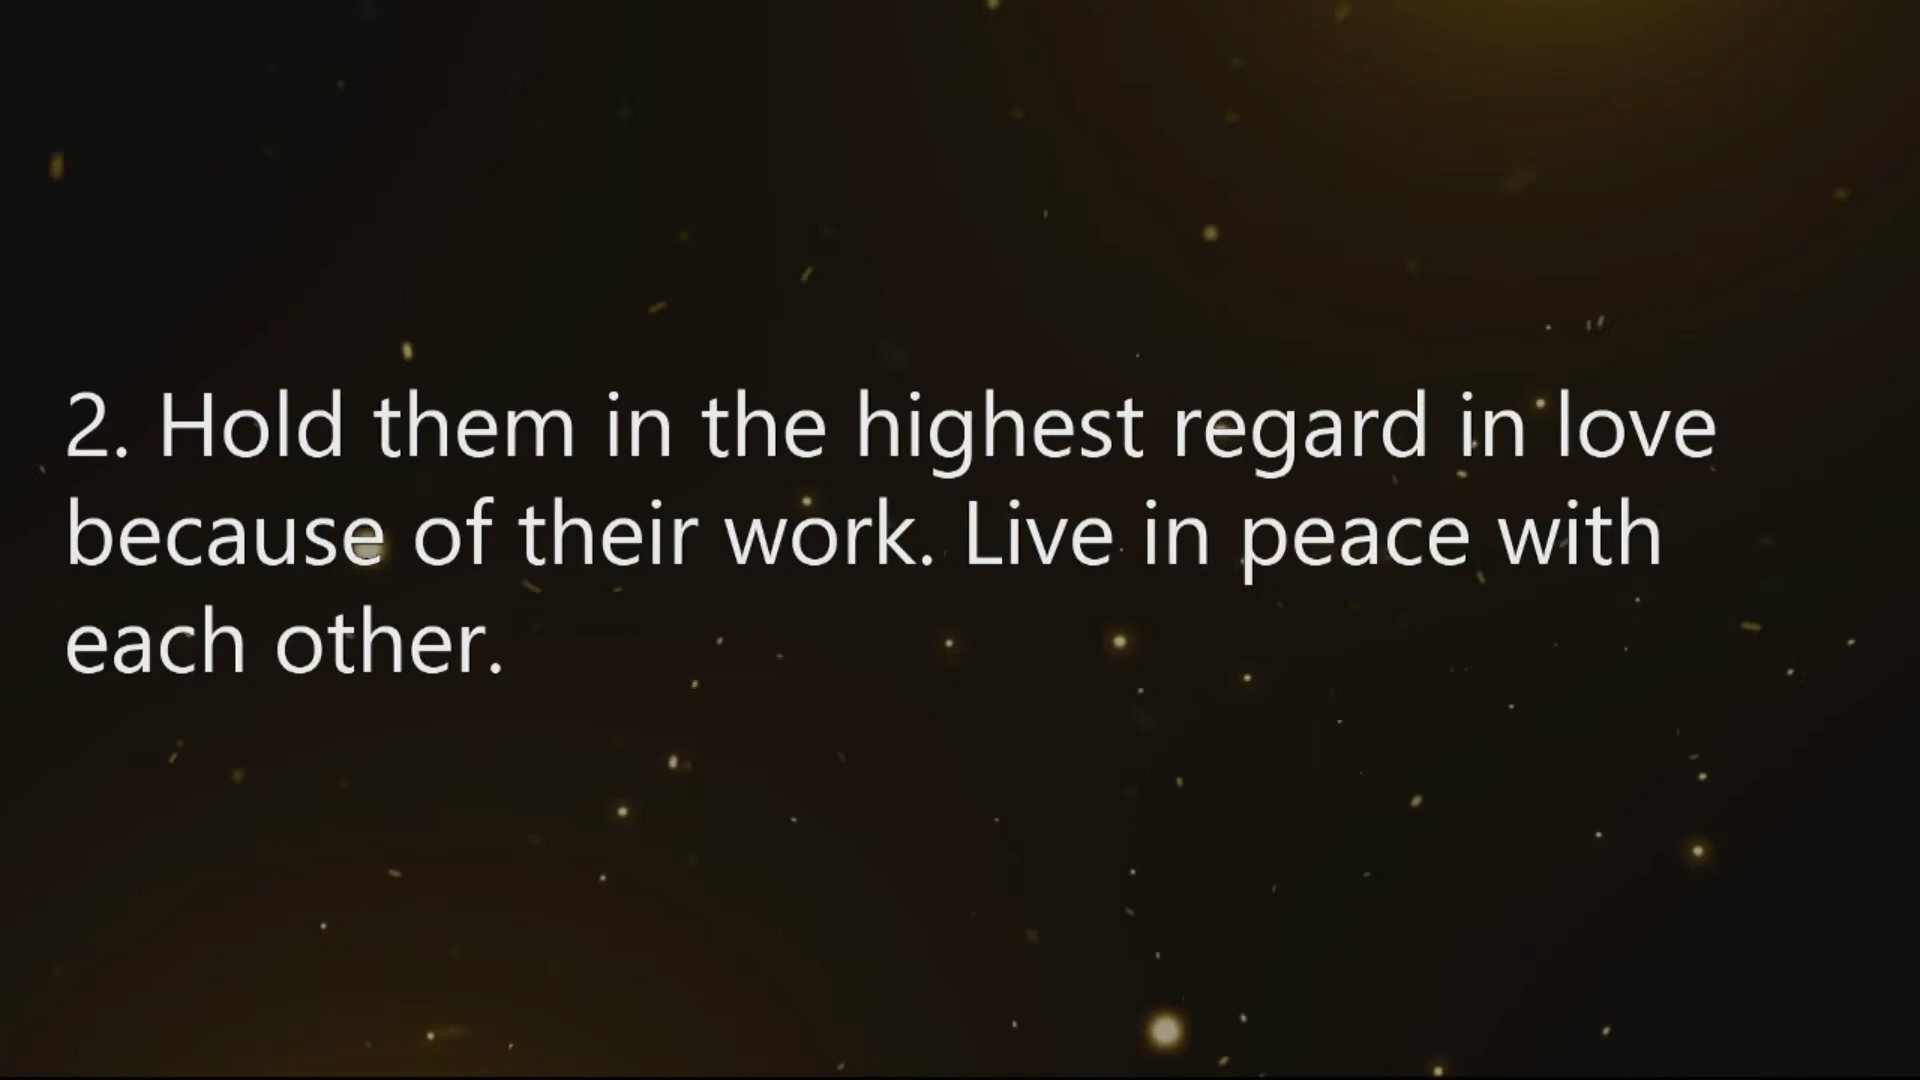 2. Hold them in the highest regard in love
because of their work. Live in peace with
each other.